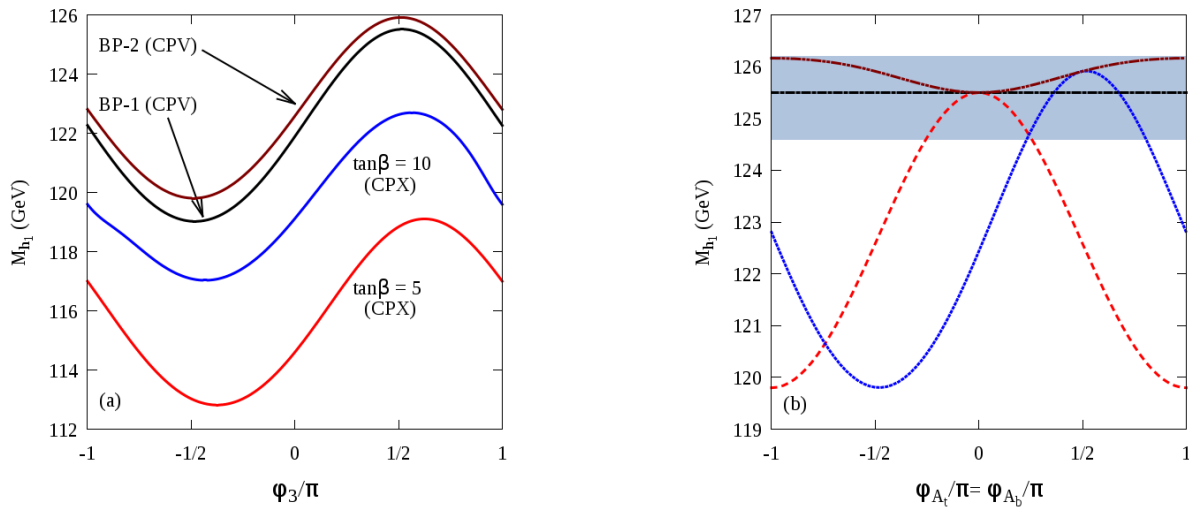 126
124
122
120
118
116
114
112
M_h₁ (GeV)
BP-2 (CPV)
BP-1 (CPV)
tanβ = 10
(CPX)
tanβ = 5
(CPX)
(a)
-1
-1/2
0
1/2
1
φ₃/π
127
126
125
124
123
122
121
120
119
M_h₁ (GeV)
(b)
-1
-1/2
0
1/2
1
φ_A_t/π= φ_A_b/π